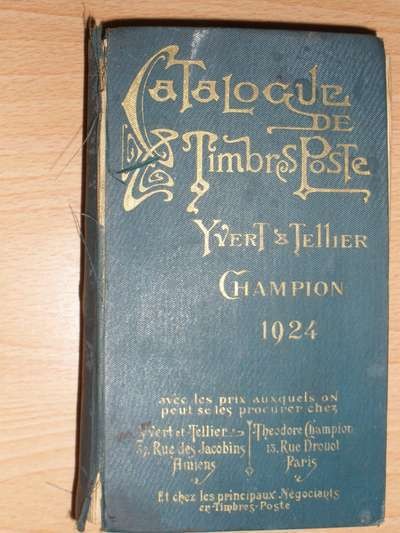 Catalogue
de
Timbres Poste
Yvert & Tellier
Champion
1924
avec les prix auxquels on
peut se les procurer chez
Yvert et Tellier
37, Rue des Jacobins
Amiens
Théodore Champion
13, Rue Drouot
Paris
Et chez les principaux Négociants
en Timbres-Poste